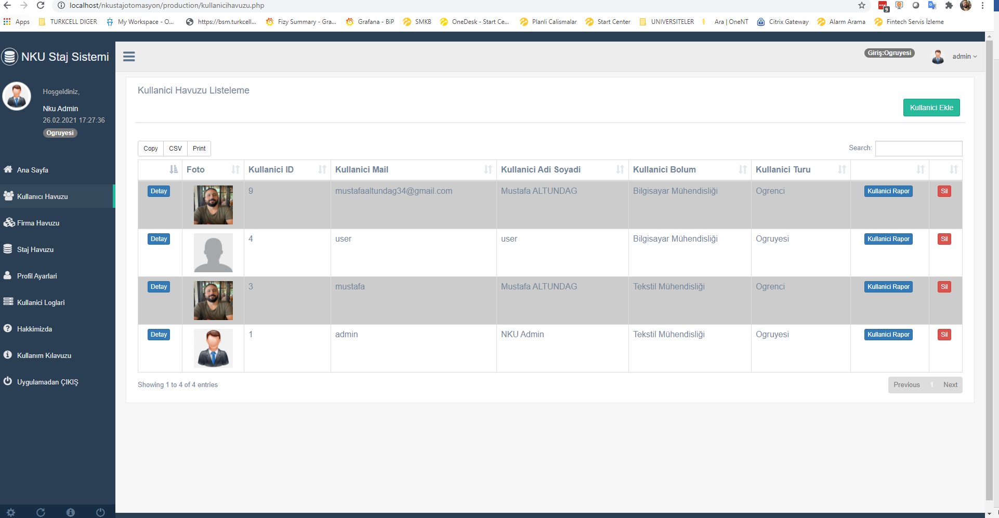 localhost/nkustajotomasyon/production/kullanicihavuzu.php
9
Apps TURKCELL DIGER My Workspace - O... https://bsm.turkcell... Fizy Summary - Gra... Grafana - BiP SMKB OneDesk - Start Ce... Planli Calismalar Start Center UNIVERSITELER Ara | OneNT Citrix Gateway Alarm Arama Fintech Servis İzleme
NKU Staj Sistemi
Giriş:Ogruyesi
admin
Hoşgeldiniz,
Nku Admin
26.02.2021 17:27:36
Ogruyesi
Ana Sayfa
Kullanıcı Havuzu
Firma Havuzu
Staj Havuzu
Profil Ayarlari
Kullanici Loglari
Hakkimizda
Kullanım Kılavuzu
Uygulamadan ÇIKIŞ
Kullanici Havuzu Listeleme
Kullanici Ekle
Copy CSV Print
Search:
Foto Kullanici ID Kullanici Mail Kullanici Adi Soyadi Kullanici Bolum Kullanici Turu
Detay 9 mustafaaltundag34@gmail.com Mustafa ALTUNDAG Bilgisayar Mühendisliği Ogrenci Kullanici Rapor Sil
Detay 4 user user Bilgisayar Mühendisliği Ogruyesi Kullanici Rapor Sil
Detay 3 mustafa Mustafa ALTUNDAG Tekstil Mühendisliği Ogrenci Kullanici Rapor Sil
Detay 1 admin NKU Admin Tekstil Mühendisliği Ogruyesi Kullanici Rapor Sil
Showing 1 to 4 of 4 entries
Previous 1 Next